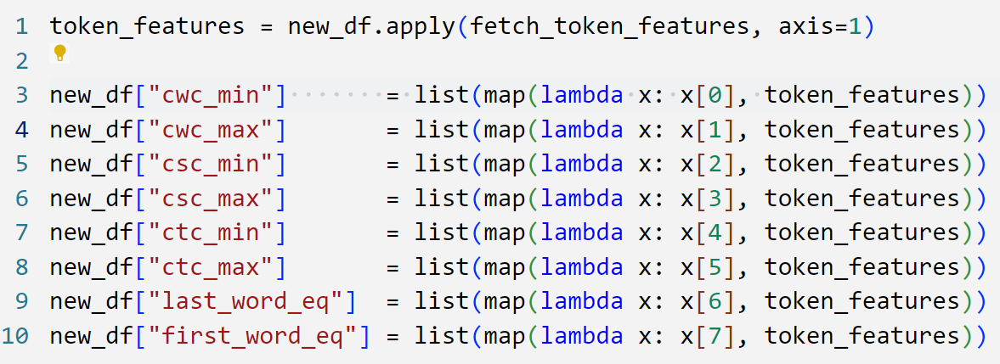 1 token_features = new_df.apply(fetch_token_features, axis=1)
2
3 new_df["cwc_min"]       = list(map(lambda x: x[0], token_features))
4 new_df["cwc_max"]       = list(map(lambda x: x[1], token_features))
5 new_df["csc_min"]       = list(map(lambda x: x[2], token_features))
6 new_df["csc_max"]       = list(map(lambda x: x[3], token_features))
7 new_df["ctc_min"]       = list(map(lambda x: x[4], token_features))
8 new_df["ctc_max"]       = list(map(lambda x: x[5], token_features))
9 new_df["last_word_eq"]  = list(map(lambda x: x[6], token_features))
10 new_df["first_word_eq"] = list(map(lambda x: x[7], token_features))